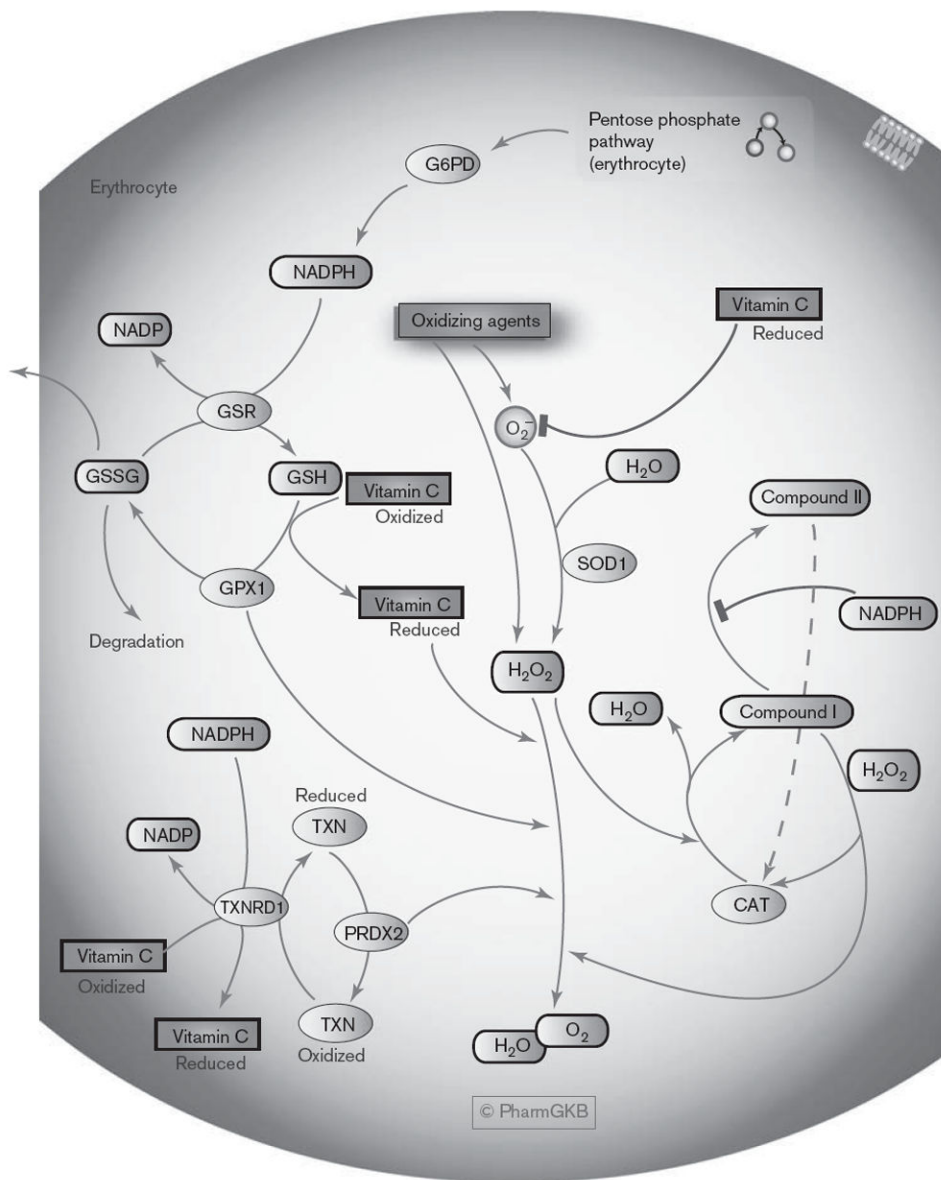 Pentose phosphate
pathway
(erythrocyte)
G6PD
Erythrocyte
NADPH
Oxidizing agents
Vitamin C
Reduced
NADP
GSR
O₂⁻
H₂O
GSSG
GSH
Vitamin C
Oxidized
Compound II
SOD1
GPX1
Vitamin C
Reduced
NADPH
Degradation
H₂O₂
H₂O
Compound I
NADPH
H₂O₂
Reduced
TXN
NADP
TXNRD1
PRDX2
CAT
Vitamin C
Oxidized
Vitamin C
Reduced
TXN
Oxidized
H₂O
O₂
© PharmGKB